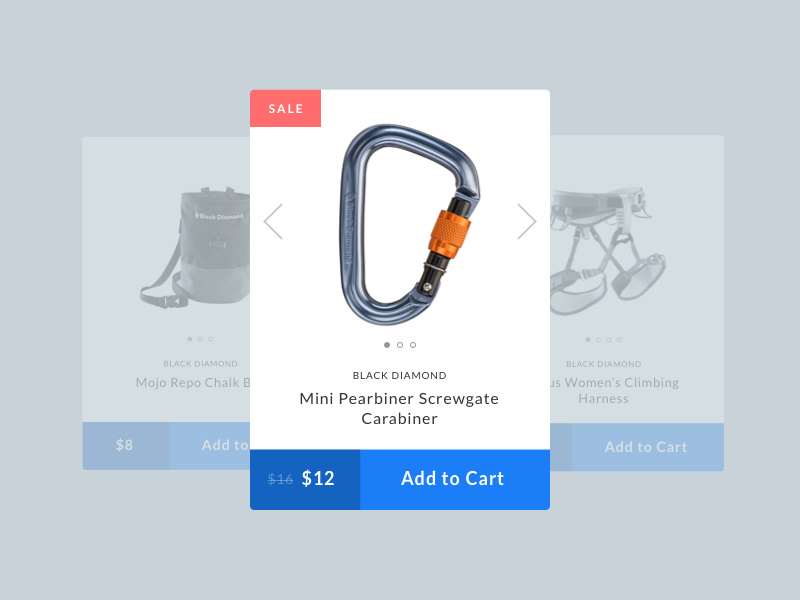 SALE
BLACK DIAMOND
Mini Pearbiner Screwgate
Carabiner
$16 $12
Add to Cart
Black Diamond
BLACK DIAMOND
Mojo Repo Chalk B
$8
Add to
BLACK DIAMOND
us Women's Climbing
Harness
Add to Cart